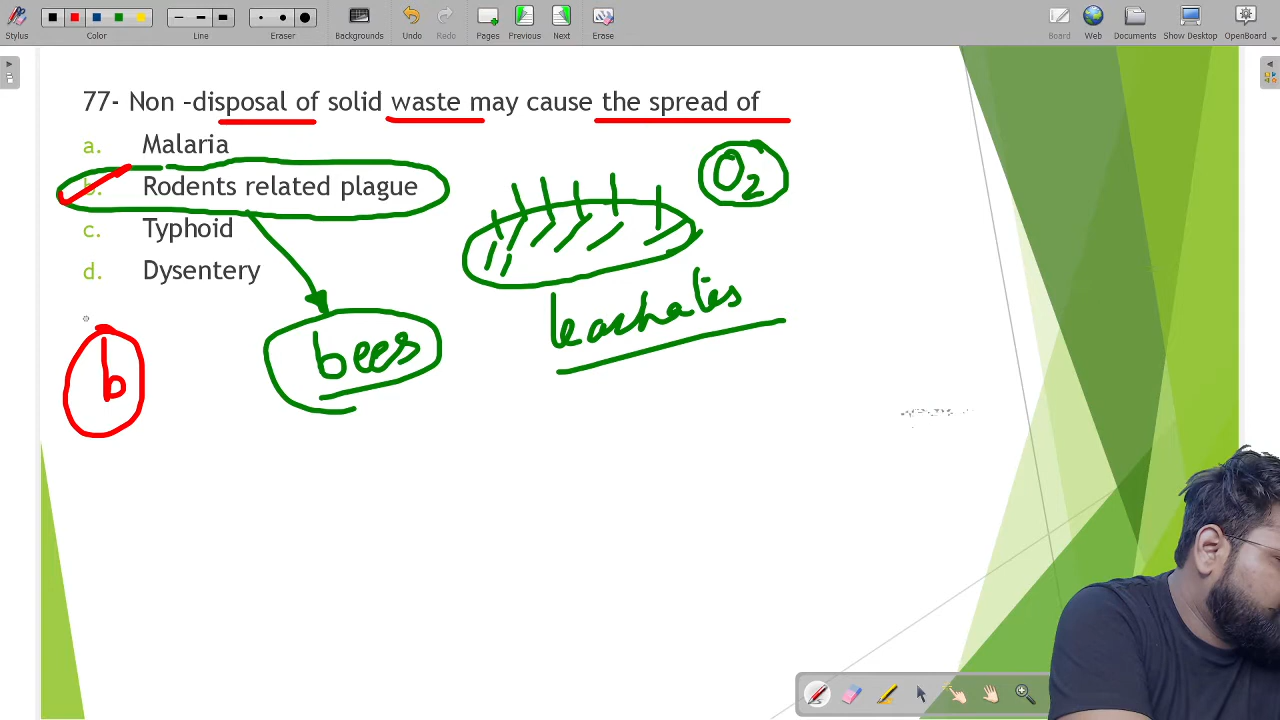 Stylus
Color
Line
Eraser
Backgrounds
Undo
Redo
Pages
Previous
Next
Erase
Board
Web
Documents
Show Desktop
OpenBoard
77- Non -disposal of solid waste may cause the spread of
a. Malaria
b. Rodents related plague
c. Typhoid
d. Dysentery
O2
leachates
bees
b